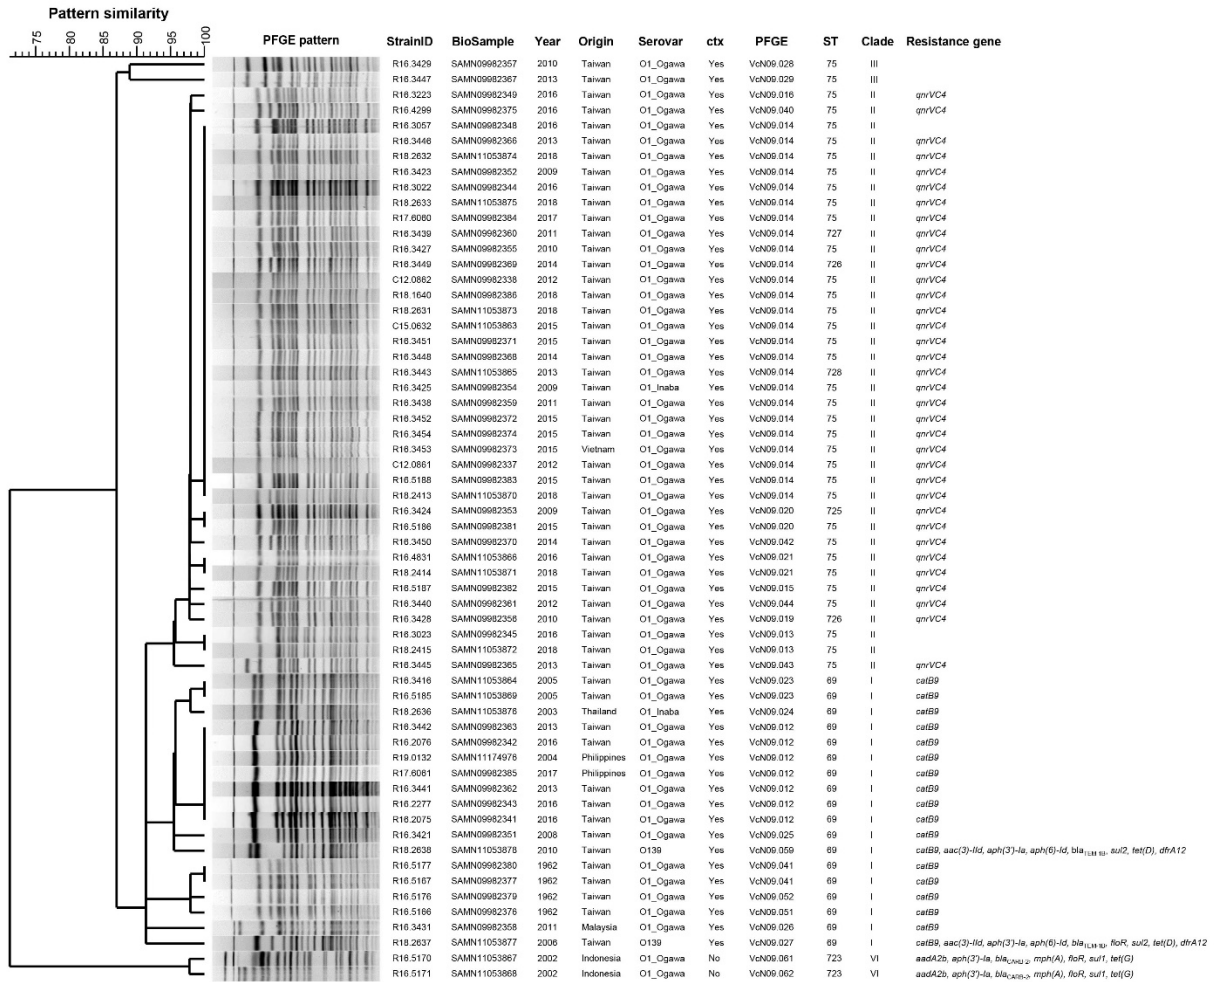 Pattern similarity
75 80 85 90 95 100
PFGE pattern StrainID BioSample Year Origin Serovar ctx PFGE ST Clade Resistance gene
R16.3429 SAMN09982357 2010 Taiwan O1_Ogawa Yes VcN09.028 75 III
R16.3447 SAMN09982367 2013 Taiwan O1_Ogawa Yes VcN09.029 75 III
R16.3223 SAMN09982349 2016 Taiwan O1_Ogawa Yes VcN09.016 75 II qnrVC4
R16.4299 SAMN09982375 2016 Taiwan O1_Ogawa Yes VcN09.040 75 II qnrVC4
R16.3057 SAMN09982348 2016 Taiwan O1_Ogawa Yes VcN09.014 75 II
R16.3446 SAMN09982366 2013 Taiwan O1_Ogawa Yes VcN09.014 75 II qnrVC4
R18.2632 SAMN11053874 2018 Taiwan O1_Ogawa Yes VcN09.014 75 II qnrVC4
R16.3423 SAMN09982352 2009 Taiwan O1_Ogawa Yes VcN09.014 75 II qnrVC4
R16.3022 SAMN09982344 2016 Taiwan O1_Ogawa Yes VcN09.014 75 II qnrVC4
R18.2633 SAMN11053875 2018 Taiwan O1_Ogawa Yes VcN09.014 75 II qnrVC4
R17.6060 SAMN09982384 2017 Taiwan O1_Ogawa Yes VcN09.014 75 II qnrVC4
R16.3439 SAMN09982360 2011 Taiwan O1_Ogawa Yes VcN09.014 727 II qnrVC4
R16.3427 SAMN09982355 2010 Taiwan O1_Ogawa Yes VcN09.014 75 II qnrVC4
R16.3449 SAMN09982369 2014 Taiwan O1_Ogawa Yes VcN09.014 726 II qnrVC4
C12.0862 SAMN09982338 2012 Taiwan O1_Ogawa Yes VcN09.014 75 II qnrVC4
R18.1640 SAMN09982386 2018 Taiwan O1_Ogawa Yes VcN09.014 75 II qnrVC4
R18.2631 SAMN11053873 2018 Taiwan O1_Ogawa Yes VcN09.014 75 II qnrVC4
C15.0632 SAMN11053863 2015 Taiwan O1_Ogawa Yes VcN09.014 75 II qnrVC4
R16.3451 SAMN09982371 2015 Taiwan O1_Ogawa Yes VcN09.014 75 II qnrVC4
R16.3448 SAMN09982368 2014 Taiwan O1_Ogawa Yes VcN09.014 75 II qnrVC4
R16.3443 SAMN11053865 2013 Taiwan O1_Ogawa Yes VcN09.014 728 II qnrVC4
R16.3425 SAMN09982354 2009 Taiwan O1_Inaba Yes VcN09.014 75 II qnrVC4
R16.3438 SAMN09982359 2011 Taiwan O1_Ogawa Yes VcN09.014 75 II qnrVC4
R16.3452 SAMN09982372 2015 Taiwan O1_Ogawa Yes VcN09.014 75 II qnrVC4
R16.3454 SAMN09982374 2015 Taiwan O1_Ogawa Yes VcN09.014 75 II qnrVC4
R16.3453 SAMN09982373 2015 Vietnam O1_Ogawa Yes VcN09.014 75 II qnrVC4
C12.0861 SAMN09982337 2012 Taiwan O1_Ogawa Yes VcN09.014 75 II qnrVC4
R16.5188 SAMN09982383 2015 Taiwan O1_Ogawa Yes VcN09.014 75 II qnrVC4
R18.2413 SAMN11053870 2018 Taiwan O1_Ogawa Yes VcN09.014 75 II qnrVC4
R16.3424 SAMN09982353 2009 Taiwan O1_Ogawa Yes VcN09.020 725 II qnrVC4
R16.5186 SAMN09982381 2015 Taiwan O1_Ogawa Yes VcN09.020 75 II qnrVC4
R16.3450 SAMN09982370 2014 Taiwan O1_Ogawa Yes VcN09.042 75 II qnrVC4
R16.4831 SAMN11053866 2016 Taiwan O1_Ogawa Yes VcN09.021 75 II qnrVC4
R18.2414 SAMN11053871 2018 Taiwan O1_Ogawa Yes VcN09.021 75 II qnrVC4
R16.5187 SAMN09982382 2015 Taiwan O1_Ogawa Yes VcN09.015 75 II qnrVC4
R16.3440 SAMN09982361 2012 Taiwan O1_Ogawa Yes VcN09.044 75 II qnrVC4
R16.3428 SAMN09982356 2010 Taiwan O1_Ogawa Yes VcN09.019 726 II qnrVC4
R16.3023 SAMN09982345 2016 Taiwan O1_Ogawa Yes VcN09.013 75 II
R18.2415 SAMN11053872 2018 Taiwan O1_Ogawa Yes VcN09.013 75 II
R16.3445 SAMN09982365 2013 Taiwan O1_Ogawa Yes VcN09.043 75 II qnrVC4
R16.3416 SAMN11053864 2005 Taiwan O1_Ogawa Yes VcN09.023 69 I catB9
R16.5185 SAMN11053869 2005 Taiwan O1_Ogawa Yes VcN09.023 69 I catB9
R18.2636 SAMN11053876 2003 Thailand O1_Inaba Yes VcN09.024 69 I catB9
R16.3442 SAMN09982363 2013 Taiwan O1_Ogawa Yes VcN09.012 69 I catB9
R16.2076 SAMN09982342 2016 Taiwan O1_Ogawa Yes VcN09.012 69 I catB9
R19.0132 SAMN11174976 2004 Philippines O1_Ogawa Yes VcN09.012 69 I catB9
R17.6061 SAMN09982385 2017 Philippines O1_Ogawa Yes VcN09.012 69 I catB9
R16.3441 SAMN09982362 2013 Taiwan O1_Ogawa Yes VcN09.012 69 I catB9
R16.2277 SAMN09982343 2016 Taiwan O1_Ogawa Yes VcN09.012 69 I catB9
R16.2075 SAMN09982341 2016 Taiwan O1_Ogawa Yes VcN09.012 69 I catB9
R16.3421 SAMN09982351 2008 Taiwan O1_Ogawa Yes VcN09.025 69 I catB9
R18.2638 SAMN11053878 2010 Taiwan O139 Yes VcN09.059 69 I catB9, aac(3)-IId, aph(3')-Ia, aph(6)-Id, blaTEM-1B, sul2, tet(D), dfrA12
R16.5177 SAMN09982380 1962 Taiwan O1_Ogawa Yes VcN09.041 69 I catB9
R16.5167 SAMN09982377 1962 Taiwan O1_Ogawa Yes VcN09.041 69 I catB9
R16.5176 SAMN09982379 1962 Taiwan O1_Ogawa Yes VcN09.052 69 I catB9
R16.5166 SAMN09982376 1962 Taiwan O1_Ogawa Yes VcN09.051 69 I catB9
R16.3431 SAMN09982358 2011 Malaysia O1_Ogawa Yes VcN09.026 69 I catB9
R18.2637 SAMN11053877 2006 Taiwan O139 Yes VcN09.027 69 I catB9, aac(3)-IId, aph(3')-Ia, aph(6)-Id, blaTEM-1D, floR, sul2, tet(D), dfrA12
R16.5170 SAMN11053867 2002 Indonesia O1_Ogawa No VcN09.061 723 VI aadA2b, aph(3')-Ia, blaCARB-2, mph(A), floR, sul1, tet(G)
R16.5171 SAMN11053868 2002 Indonesia O1_Ogawa No VcN09.062 723 VI aadA2b, aph(3')-Ia, blaCARB-2, mph(A), floR, sul1, tet(G)